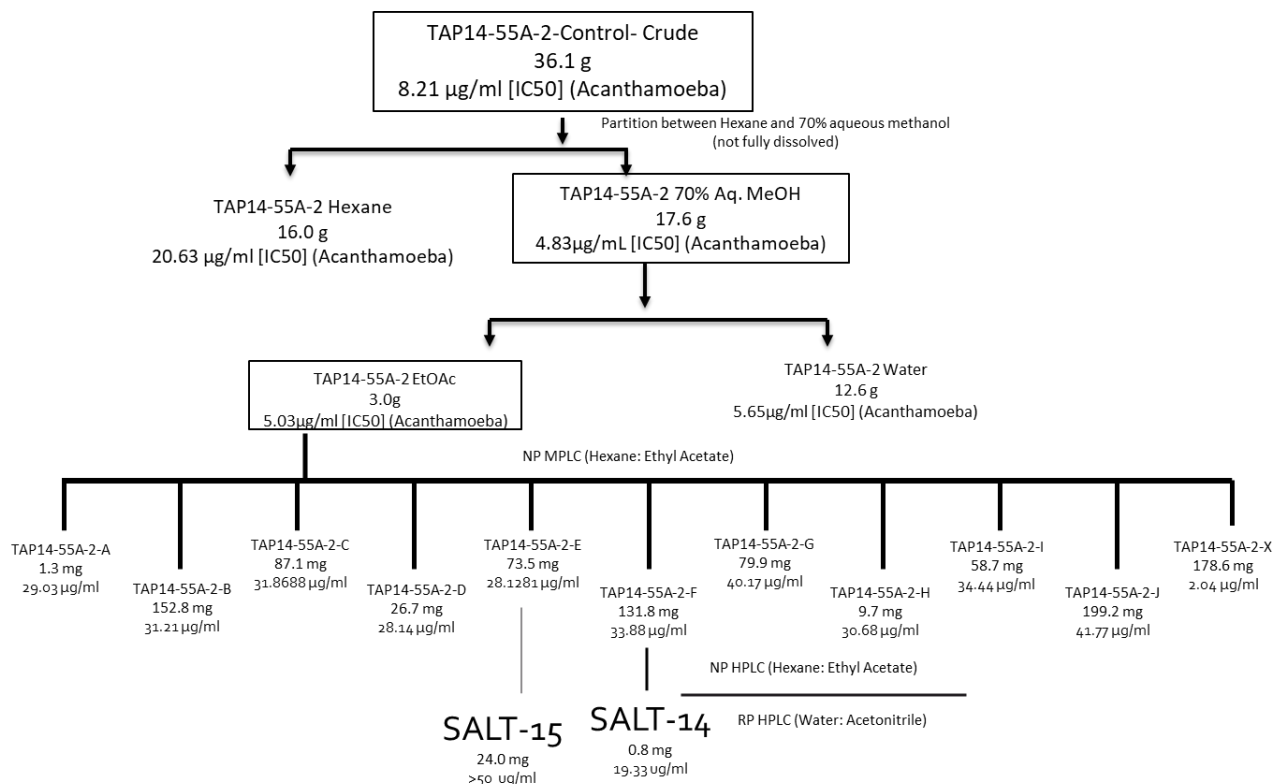 TAP14-55A-2-Control- Crude
36.1 g
8.21 µg/ml [IC50] (Acanthamoeba)
Partition between Hexane and 70% aqueous methanol
(not fully dissolved)
TAP14-55A-2 Hexane
16.0 g
20.63 µg/ml [IC50] (Acanthamoeba)
TAP14-55A-2 70% Aq. MeOH
17.6 g
4.83µg/mL [IC50] (Acanthamoeba)
TAP14-55A-2 EtOAc
3.0g
5.03µg/ml [IC50] (Acanthamoeba)
TAP14-55A-2 Water
12.6 g
5.65µg/ml [IC50] (Acanthamoeba)
NP MPLC (Hexane: Ethyl Acetate)
TAP14-55A-2-A
1.3 mg
29.03 µg/ml
TAP14-55A-2-B
152.8 mg
31.21 µg/ml
TAP14-55A-2-C
87.1 mg
31.8688 µg/ml
TAP14-55A-2-D
26.7 mg
28.14 µg/ml
TAP14-55A-2-E
73.5 mg
28.1281 µg/ml
TAP14-55A-2-F
131.8 mg
33.88 µg/ml
TAP14-55A-2-G
79.9 mg
40.17 µg/ml
TAP14-55A-2-H
9.7 mg
30.68 µg/ml
TAP14-55A-2-I
58.7 mg
34.44 µg/ml
TAP14-55A-2-J
199.2 mg
41.77 µg/ml
TAP14-55A-2-X
178.6 mg
2.04 µg/ml
NP HPLC (Hexane: Ethyl Acetate)
RP HPLC (Water: Acetonitrile)
SALT-15
24.0 mg
>50 ug/ml
SALT-14
0.8 mg
19.33 ug/ml